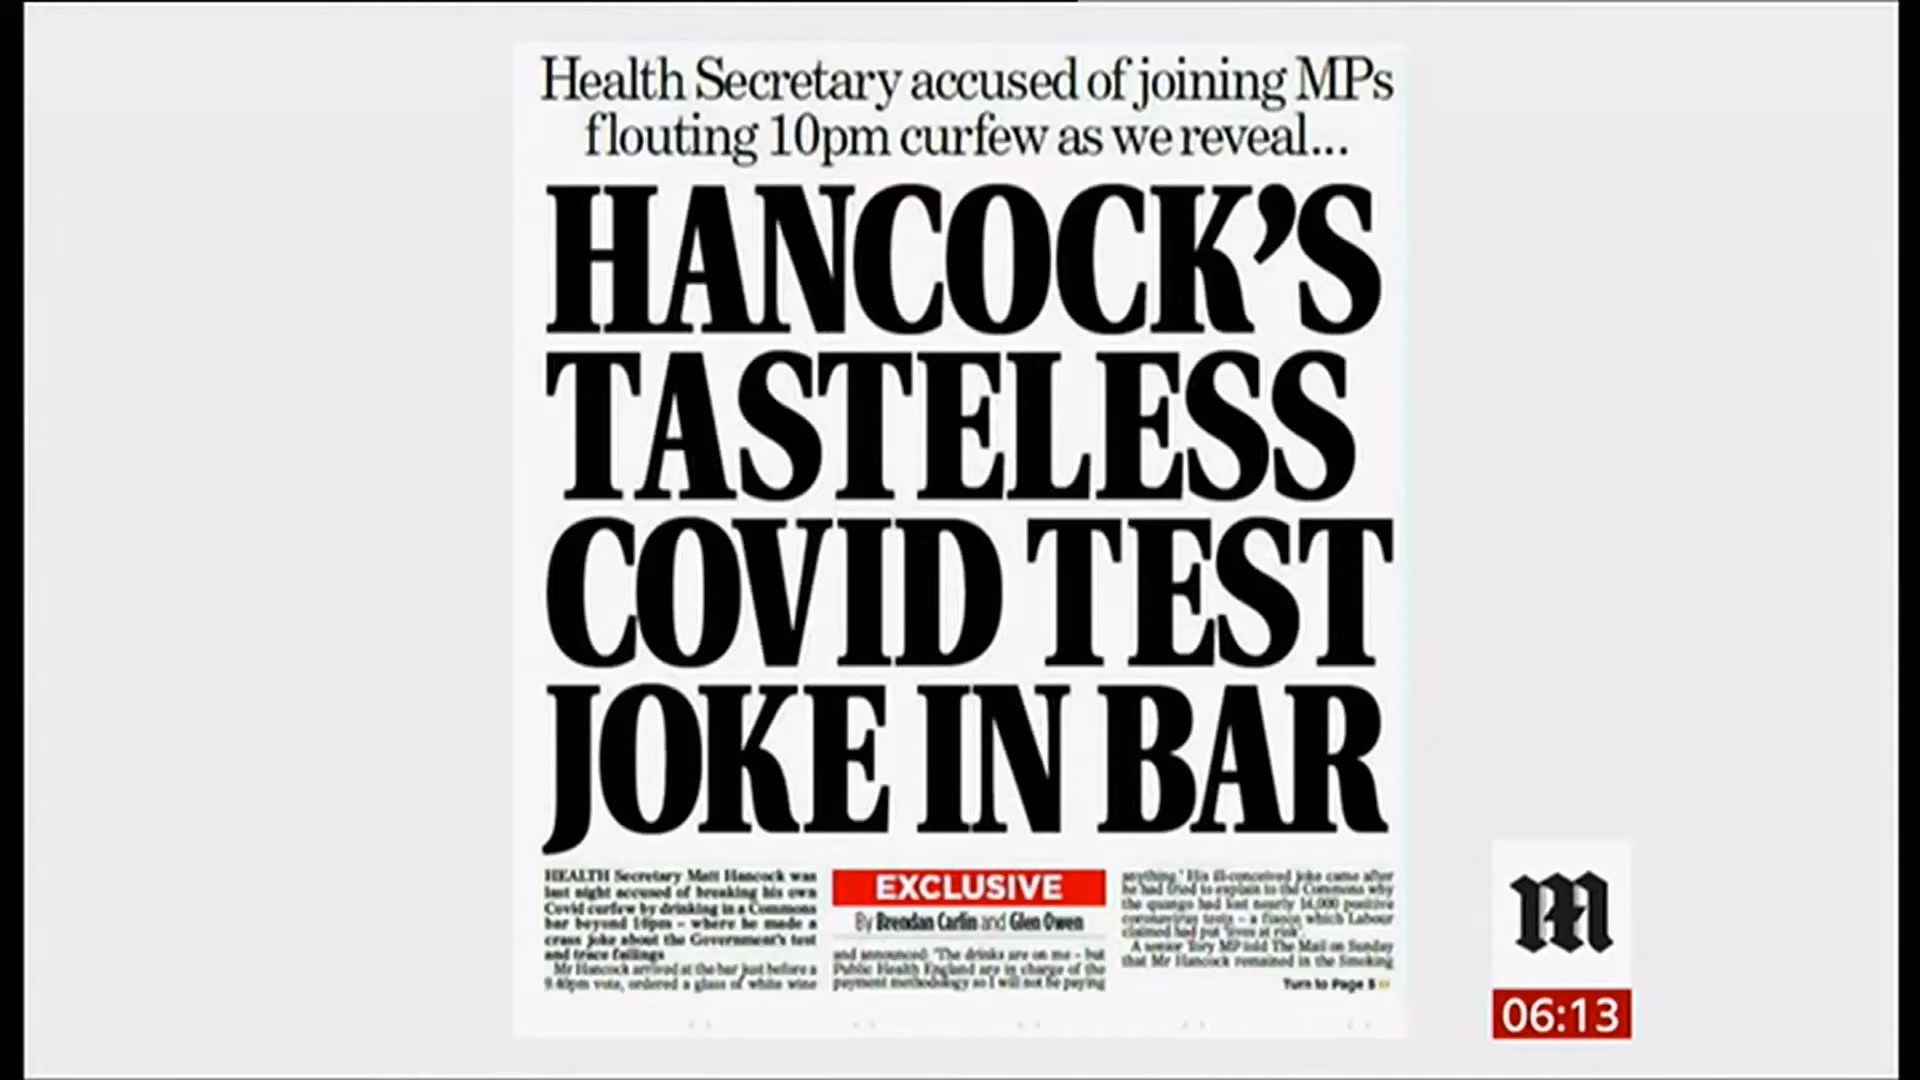 Health Secretary accused of joining MPs
flouting 10pm curfew as we reveal...
HANCOCK'S
TASTELESS
COVID TEST
JOKE IN BAR
HEALTH Secretary Matt Hancock was
last night accused of breaking his own
Covid curfew by drinking in a Commons
bar beyond 10pm – where he made a
crass joke about the Government's test
and trace failings
Mr Hancock arrived at the bar just before a
9.40pm vote, ordered a glass of white wine
EXCLUSIVE
By Brendan Carlin and Glen Owen
and announced: 'The drinks are on me – but
Public Health England are in charge of the
payment methodology so I will not be paying
anything.' His ill-conceived joke came after
he had tried to explain to the Commons why
the quango had lost nearly 16,000 positive
coronavirus tests – a fiasco which Labour
claimed had put 'lives at risk'.
A senior Tory MP told The Mail on Sunday
that Mr Hancock remained in the Smoking
Turn to Page 5
M
06:13